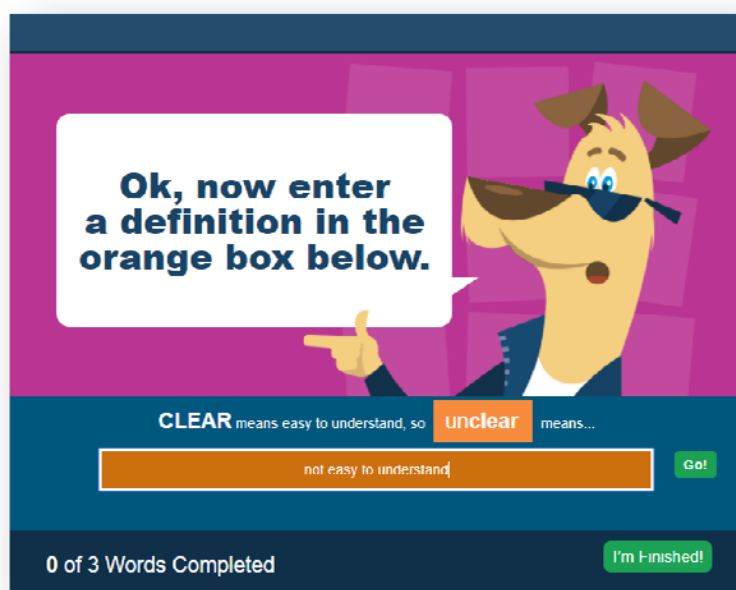 Ok, now enter
a definition in the
orange box below.
CLEAR means easy to understand, so unclear means...
not easy to understand
Go!
0 of 3 Words Completed
I'm Finished!